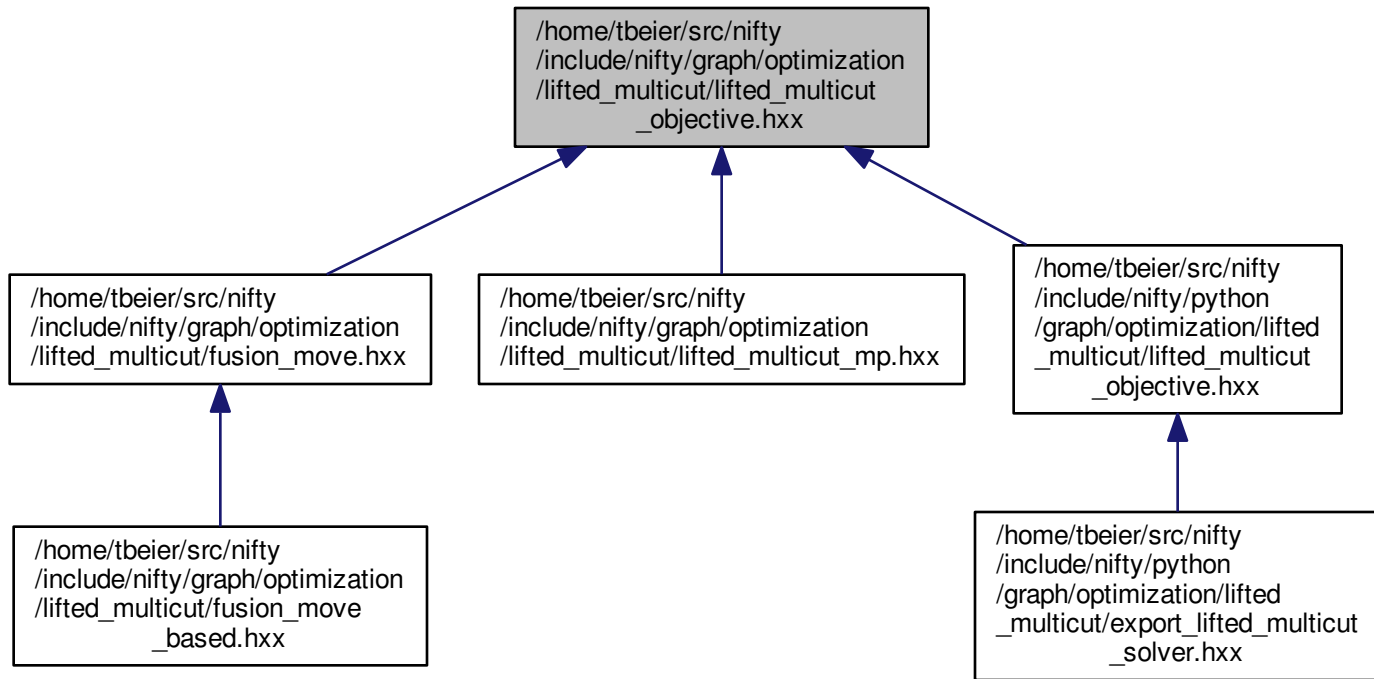 /home/tbeier/src/nifty
/include/nifty/graph/optimization
/lifted_multicut/lifted_multicut
_objective.hxx
/home/tbeier/src/nifty
/include/nifty/graph/optimization
/lifted_multicut/fusion_move.hxx
/home/tbeier/src/nifty
/include/nifty/graph/optimization
/lifted_multicut/lifted_multicut_mp.hxx
/home/tbeier/src/nifty
/include/nifty/python
/graph/optimization/lifted
_multicut/lifted_multicut
_objective.hxx
/home/tbeier/src/nifty
/include/nifty/graph/optimization
/lifted_multicut/fusion_move
_based.hxx
/home/tbeier/src/nifty
/include/nifty/python
/graph/optimization/lifted
_multicut/export_lifted_multicut
_solver.hxx